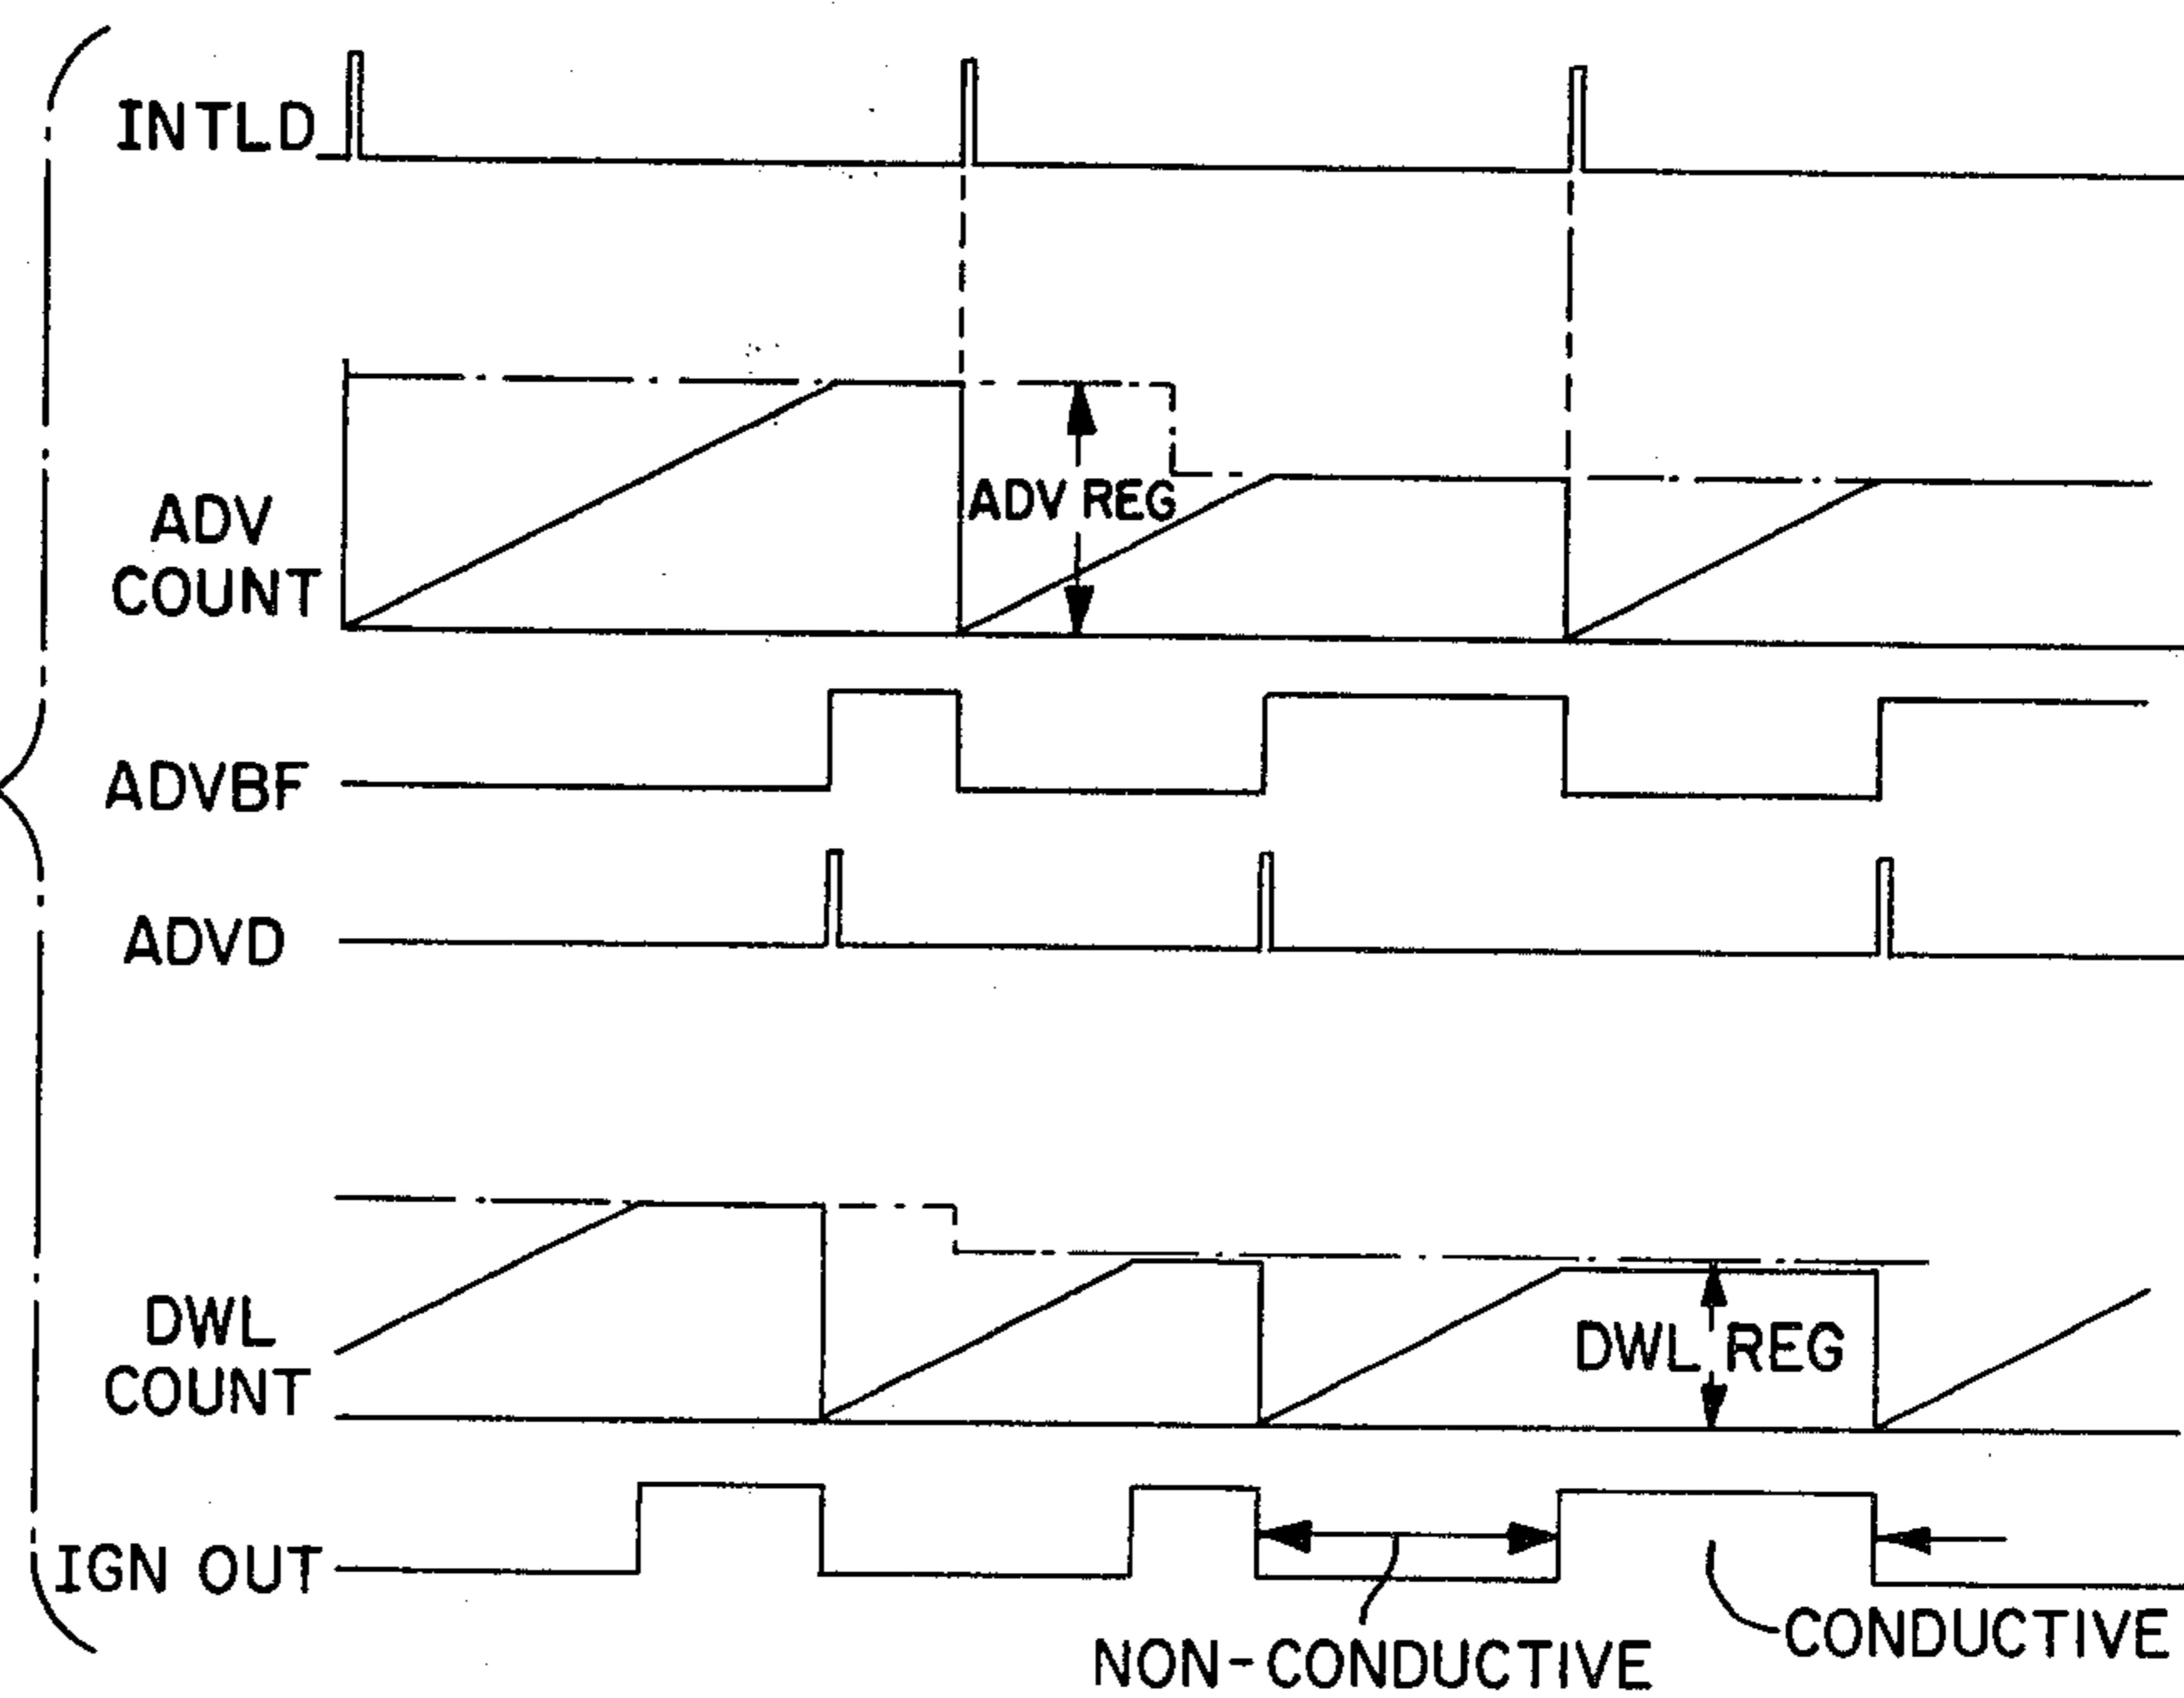 INTLD
ADV
COUNT
ADV REG
ADVBF
ADVD
DWL
COUNT
DWL REG
IGN OUT
NON-CONDUCTIVE
CONDUCTIVE